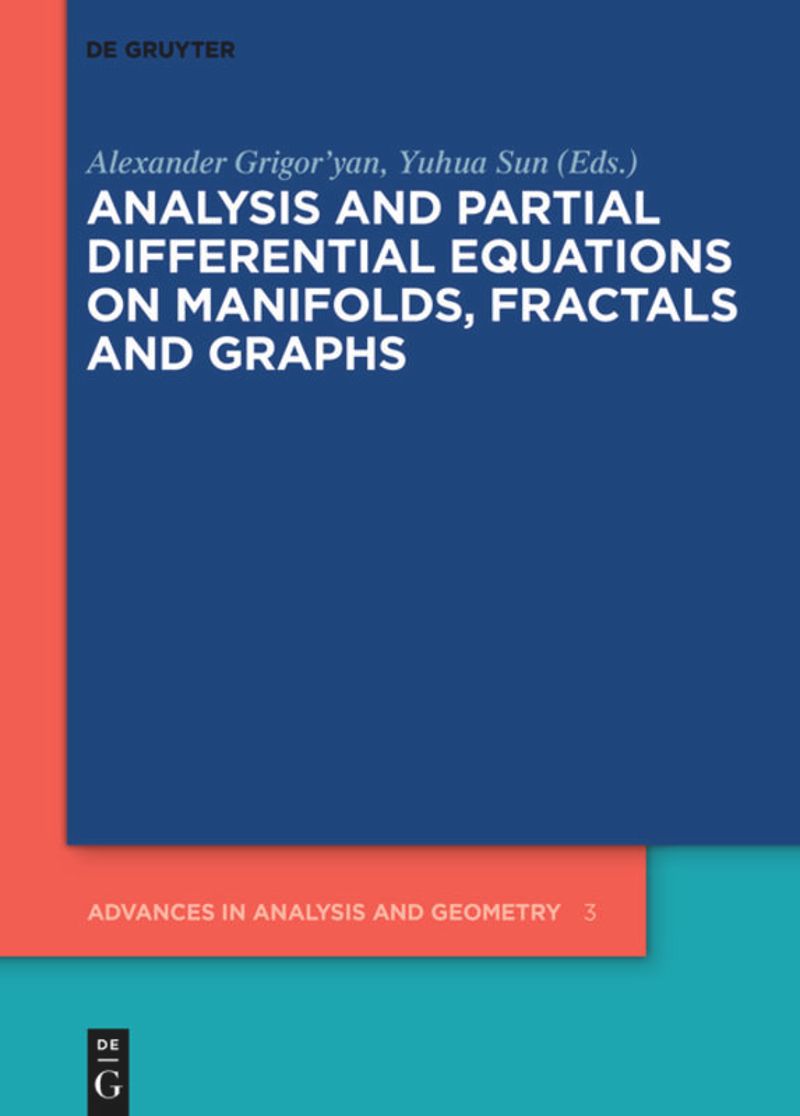 DE GRUYTER
Alexander Grigor’yan, Yuhua Sun (Eds.)
ANALYSIS AND PARTIAL
DIFFERENTIAL EQUATIONS
ON MANIFOLDS, FRACTALS
AND GRAPHS
ADVANCES IN ANALYSIS AND GEOMETRY 3
DE
G